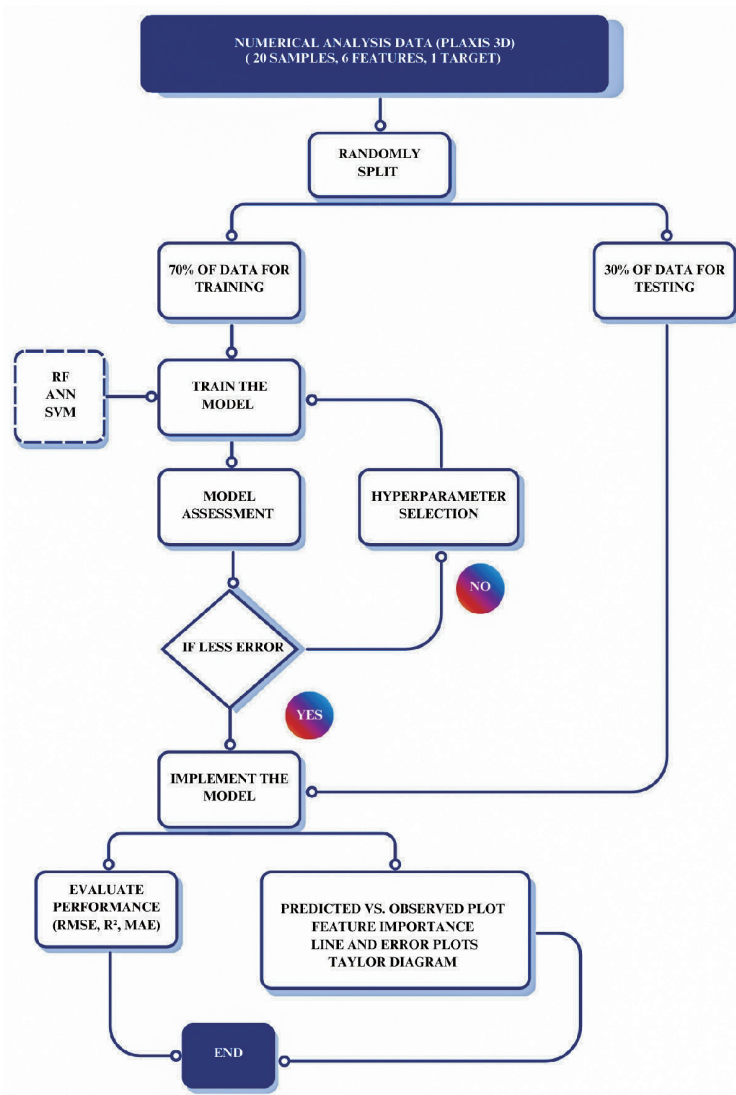 NUMERICAL ANALYSIS DATA (PLAXIS 3D)
( 20 SAMPLES, 6 FEATURES, 1 TARGET)
RANDOMLY
SPLIT
70% OF DATA FOR
TRAINING
30% OF DATA FOR
TESTING
RF
ANN
SVM
TRAIN THE
MODEL
MODEL
ASSESSMENT
HYPERPARAMETER
SELECTION
NO
IF LESS ERROR
YES
IMPLEMENT THE
MODEL
EVALUATE
PERFORMANCE
(RMSE, R², MAE)
PREDICTED VS. OBSERVED PLOT
FEATURE IMPORTANCE
LINE AND ERROR PLOTS
TAYLOR DIAGRAM
END